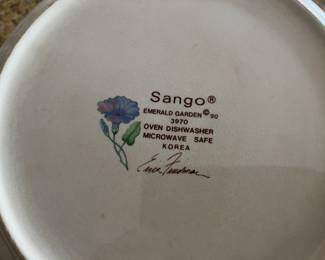 Sango®
EMERALD GARDEN © 90
3970
OVEN DISHWASHER
MICROWAVE SAFE
KOREA